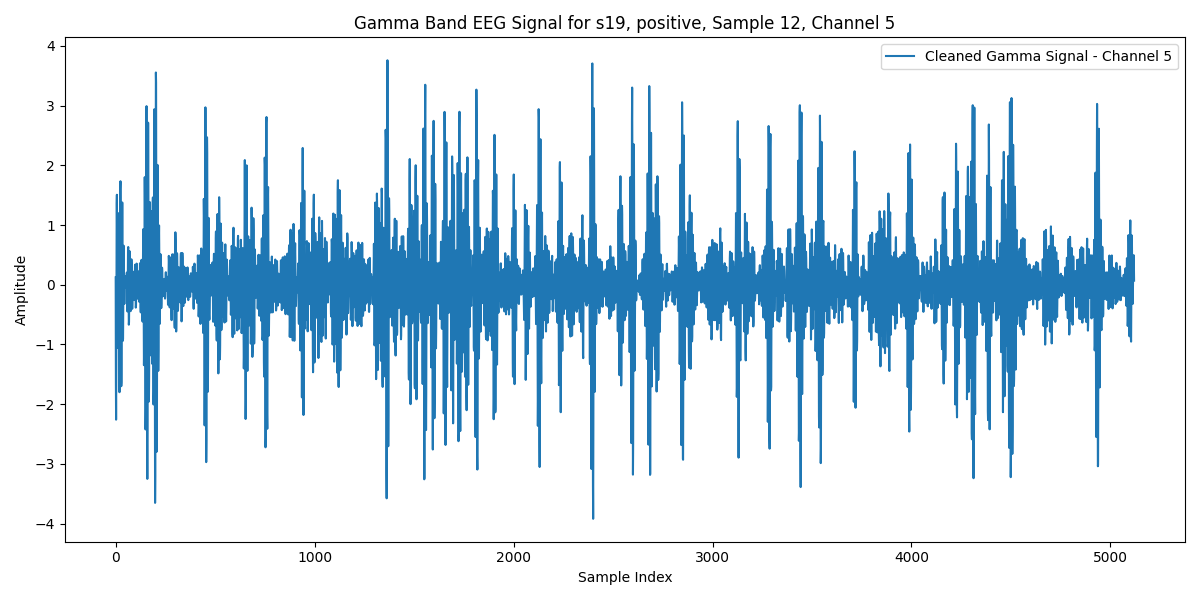 Gamma Band EEG Signal for s19, positive, Sample 12, Channel 5
Cleaned Gamma Signal - Channel 5
Amplitude
4
3
2
1
0
−1
−2
−3
−4
0 1000 2000 3000 4000 5000
Sample Index